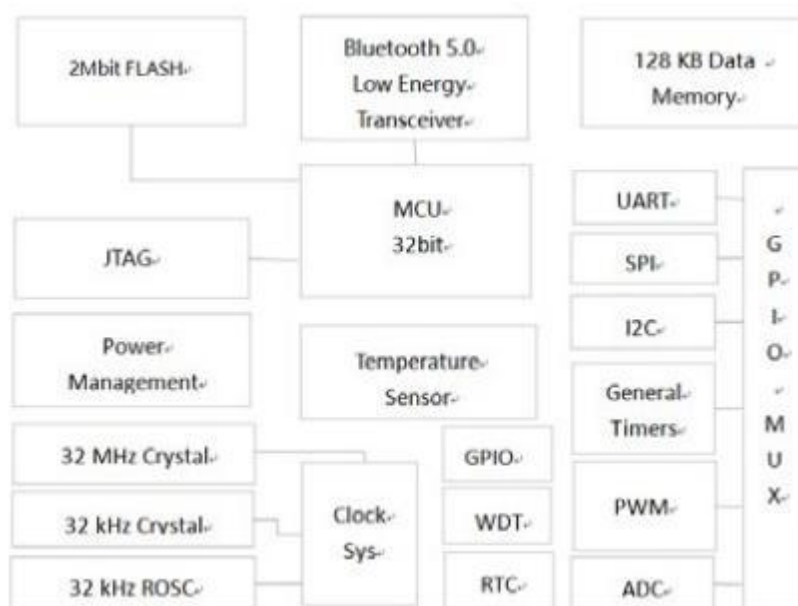 2Mbit FLASH
Bluetooth 5.0
Low Energy
Transceiver
128 KB Data
Memory
MCU
32bit
JTAG
UART
SPI
I2C
General
Timers
PWM
ADC
G
P
I
O
M
U
X
Power
Management
Temperature
Sensor
32 MHz Crystal
32 kHz Crystal
32 kHz ROSC
Clock
Sys
GPIO
WDT
RTC